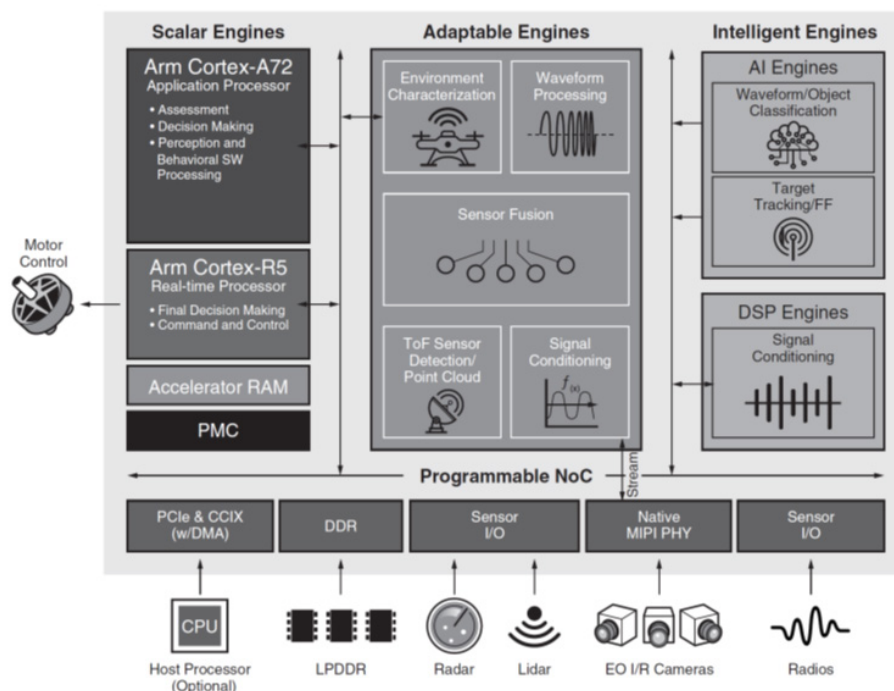 Scalar Engines
Adaptable Engines
Intelligent Engines
Arm Cortex-A72
Application Processor
• Assessment
• Decision Making
• Perception and
Behavioral SW
Processing
Motor
Control
Arm Cortex-R5
Real-time Processor
• Final Decision Making
• Command and Control
Accelerator RAM
PMC
Environment
Characterization
Waveform
Processing
Sensor Fusion
ToF Sensor
Detection/
Point Cloud
Signal
Conditioning
f(x)
AI Engines
Waveform/Object
Classification
Target
Tracking/FF
DSP Engines
Signal
Conditioning
Stream
Programmable NoC
PCIe & CCIX
(w/DMA)
DDR
Sensor
I/O
Native
MIPI PHY
Sensor
I/O
CPU
Host Processor
(Optional)
LPDDR
Radar
Lidar
EO I/R Cameras
Radios